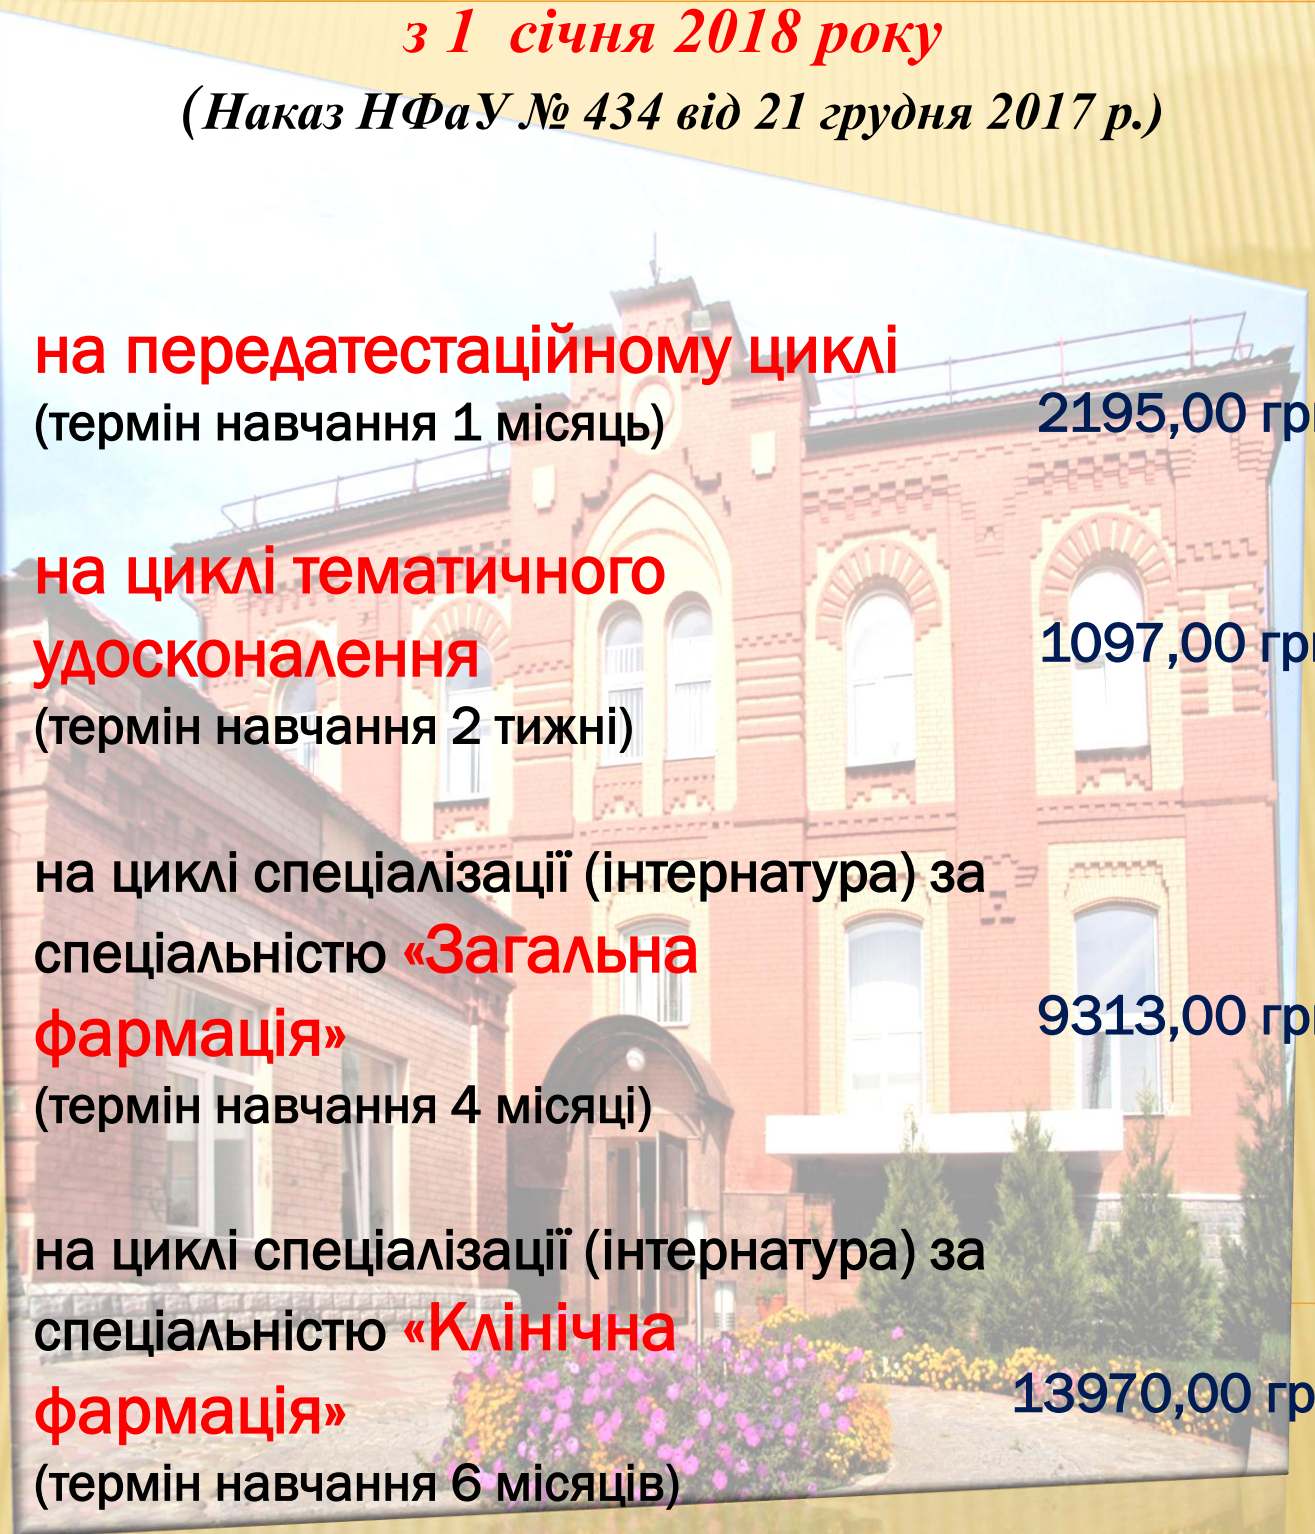 з 1 січня 2018 року
(Наказ НФаУ № 434 від 21 грудня 2017 р.)
на передатестаційному циклі
(термін навчання 1 місяць)
2195,00 гр
на циклі тематичного
удосконалення
1097,00 гр
(термін навчання 2 тижні)
на циклі спеціалізації (інтернатура) за
спеціальністю «Загальна
фармація»
9313,00 гр
(термін навчання 4 місяці)
на циклі спеціалізації (інтернатура) за
спеціальністю «Клінічна
фармація»
13970,00 гр
(термін навчання 6 місяців)